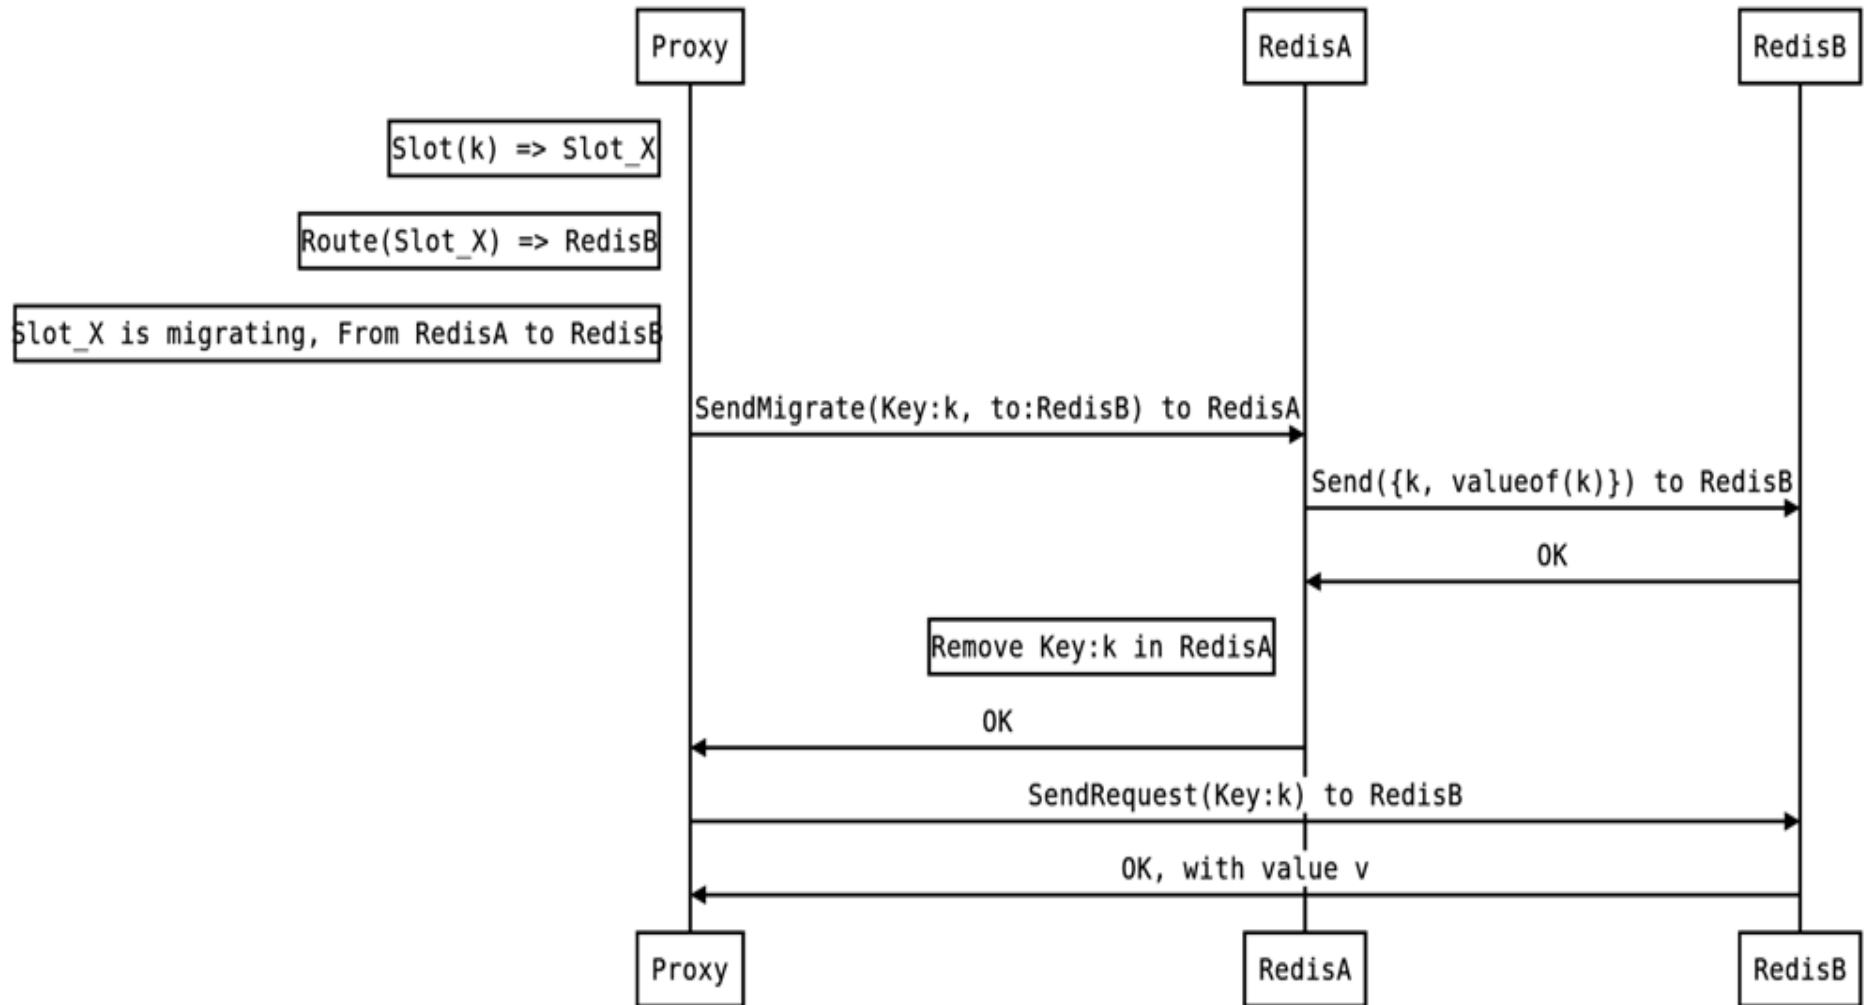 Proxy
RedisA
RedisB
Slot(k) => Slot_X
Route(Slot_X) => RedisB
Slot_X is migrating, From RedisA to RedisB
SendMigrate(Key:k, to:RedisB) to RedisA
Send({k, valueof(k)}) to RedisB
OK
Remove Key:k in RedisA
OK
SendRequest(Key:k) to RedisB
OK, with value v
Proxy
RedisA
RedisB